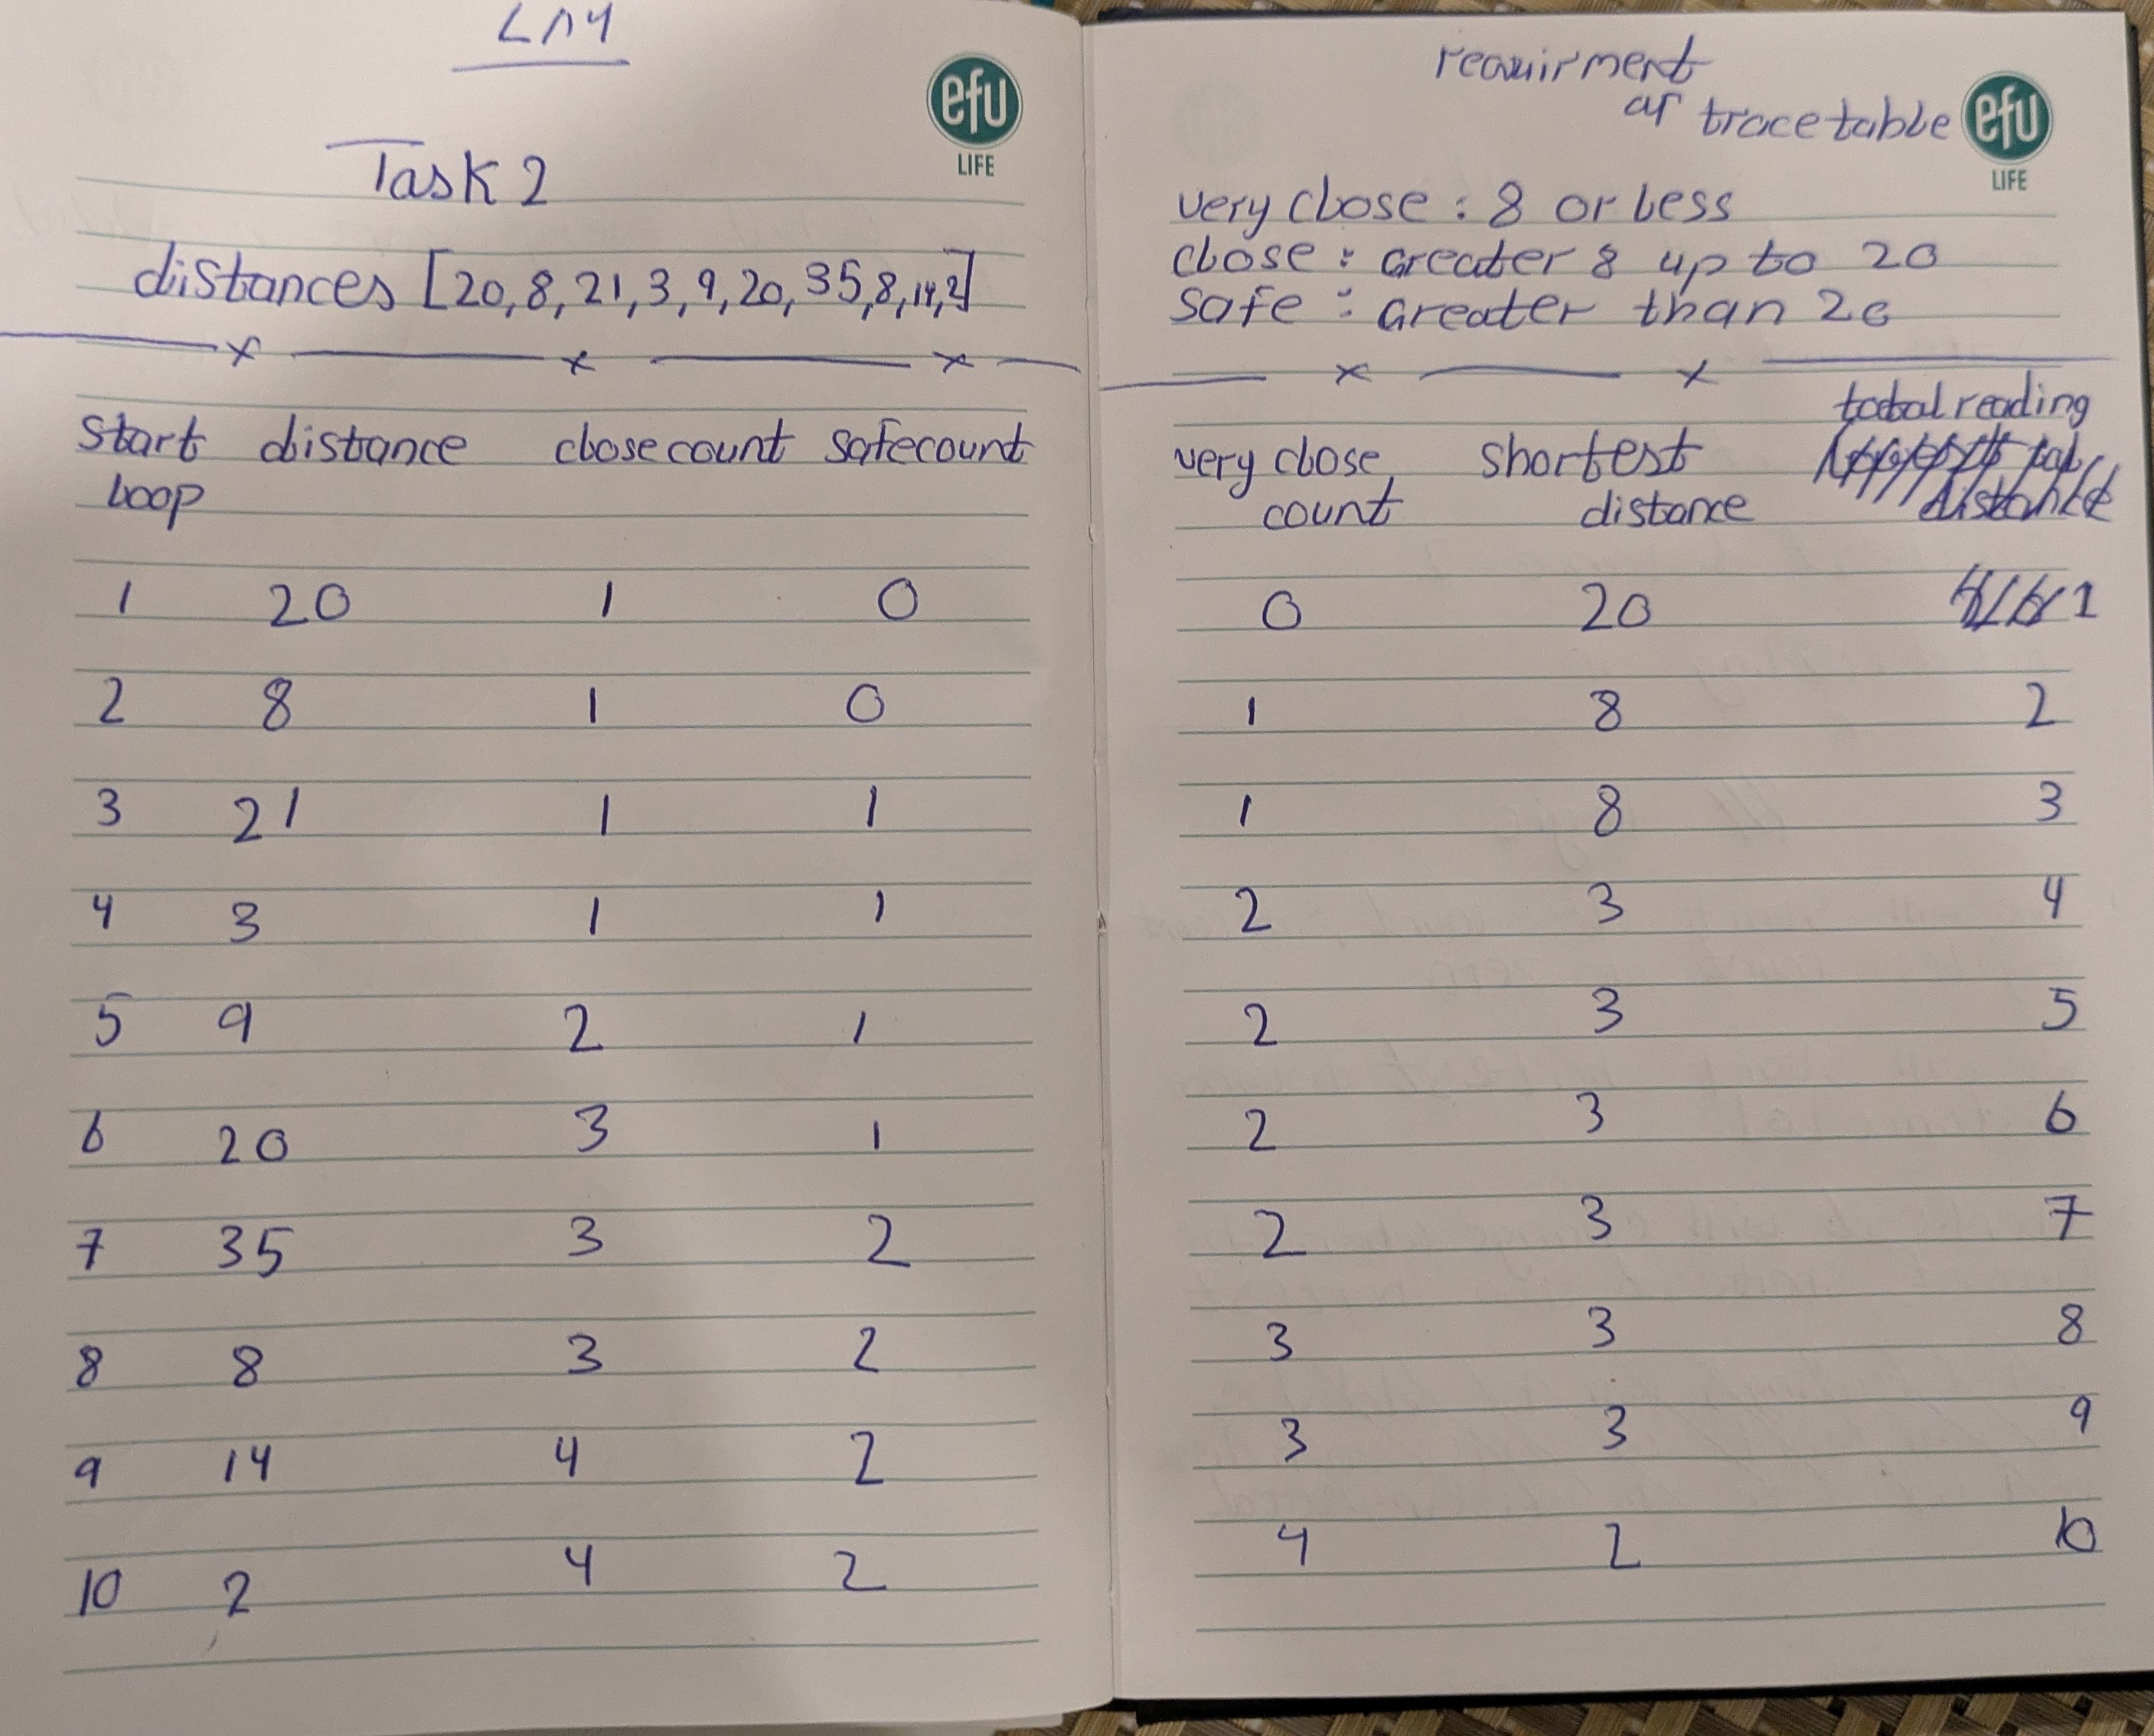 Task 2
efu
LIFE
distances [20,8,21,3,9,20,35,8,14,2]
start distance close count safecount
loop
1 20 1 0
2 8 1 0
3 21 1 1
4 3 1 1
5 9 2 1
6 20 3 1
7 35 3 2
8 8 3 2
9 14 4 2
10 2 4 2
requirment
of tracetable
efu
LIFE
very close : 8 or less
close : Greater 8 up to 20
safe : Greater than 20
total reading
very close shortest
count distance
0 20 1
1 8 2
1 8 3
2 3 4
2 3 5
2 3 6
2 3 7
3 3 8
3 3 9
4 2 10